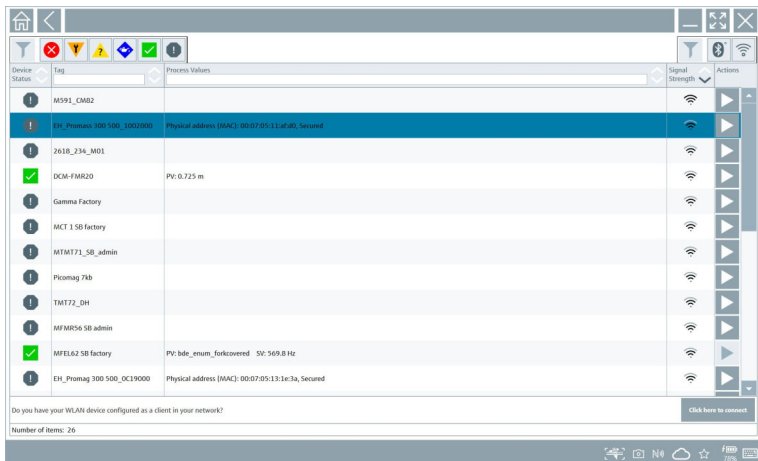 Device Status
Tag
Process Values
Signal Strength
Actions
M591_CM82
EH_Promass 300 500_1002000 Physical address (MAC): 00:07:05:11:af:d0, Secured
2618_234_M01
DCM-FMR20 PV: 0.725 m
Gamma Factory
MCT 1 SB factory
MTMT71_SB_admin
Picomag 7kb
TMT72_DH
MFMR56 SB admin
MFEL62 SB factory PV: bde_enum_forkcovered SV: 569.8 Hz
EH_Promag 300 500_0C19000 Physical address (MAC): 00:07:05:13:1e:3a, Secured
Do you have your WLAN device configured as a client in your network? Click here to connect
Number of items: 26
78%